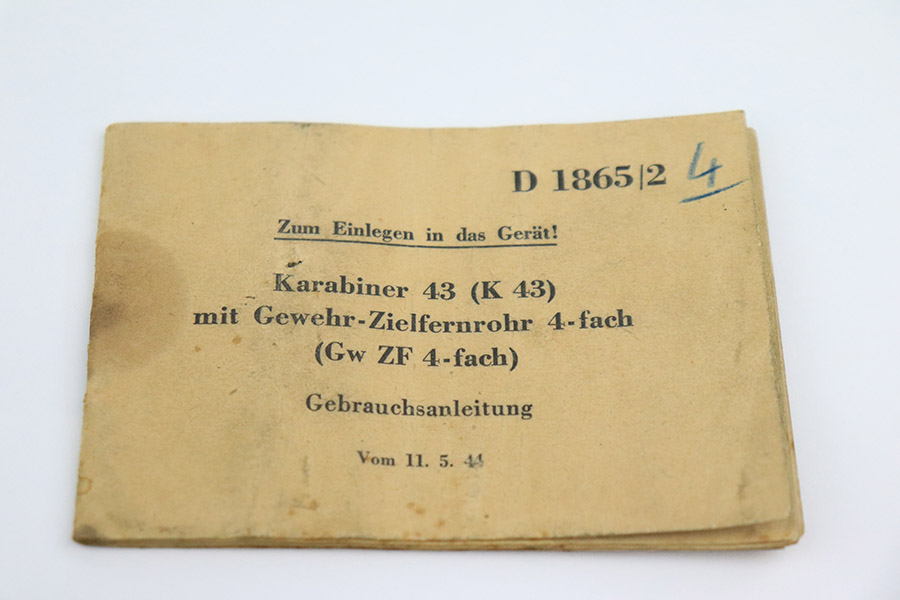 D 1865/2 4
Zum Einlegen in das Gerät!
Karabiner 43 (K 43)
mit Gewehr-Zielfernrohr 4-fach
(Gw ZF 4-fach)
Gebrauchsanleitung
Vom 11. 5. 44